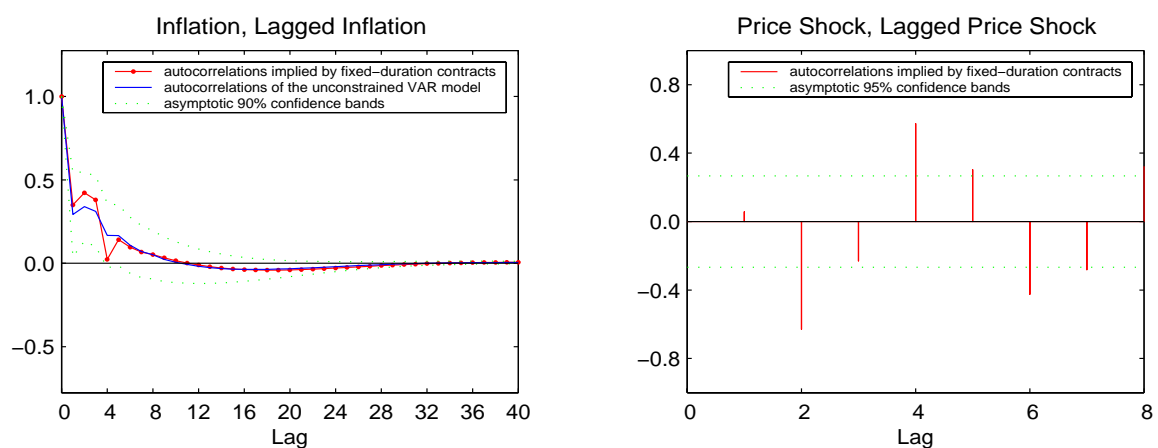 Inflation, Lagged Inflation
autocorrelations implied by fixed−duration contracts
autocorrelations of the unconstrained VAR model
asymptotic 90% confidence bands
1.0
0.5
0.0
−0.5
0 4 8 12 16 20 24 28 32 36 40
Lag
Price Shock, Lagged Price Shock
autocorrelations implied by fixed−duration contracts
asymptotic 95% confidence bands
0.8
0.4
0.0
−0.4
−0.8
0 2 4 6 8
Lag